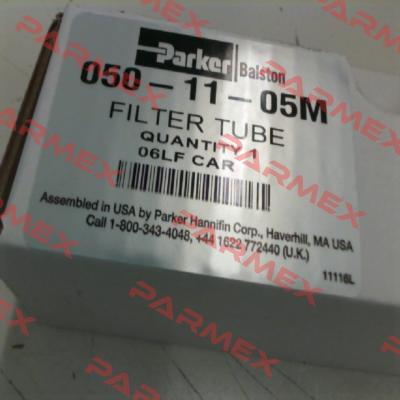 Parker Balston
050-11-05M
FILTER TUBE
QUANTITY 1
06LF CAR
Assembled in USA by Parker Hannifin Corp., Haverhill, MA USA
Call 1-800-343-4048, +44 1622 772440 (U.K.)
11116L
PARMEX
PARMEX
PARMEX
PARMEX
PARMEX